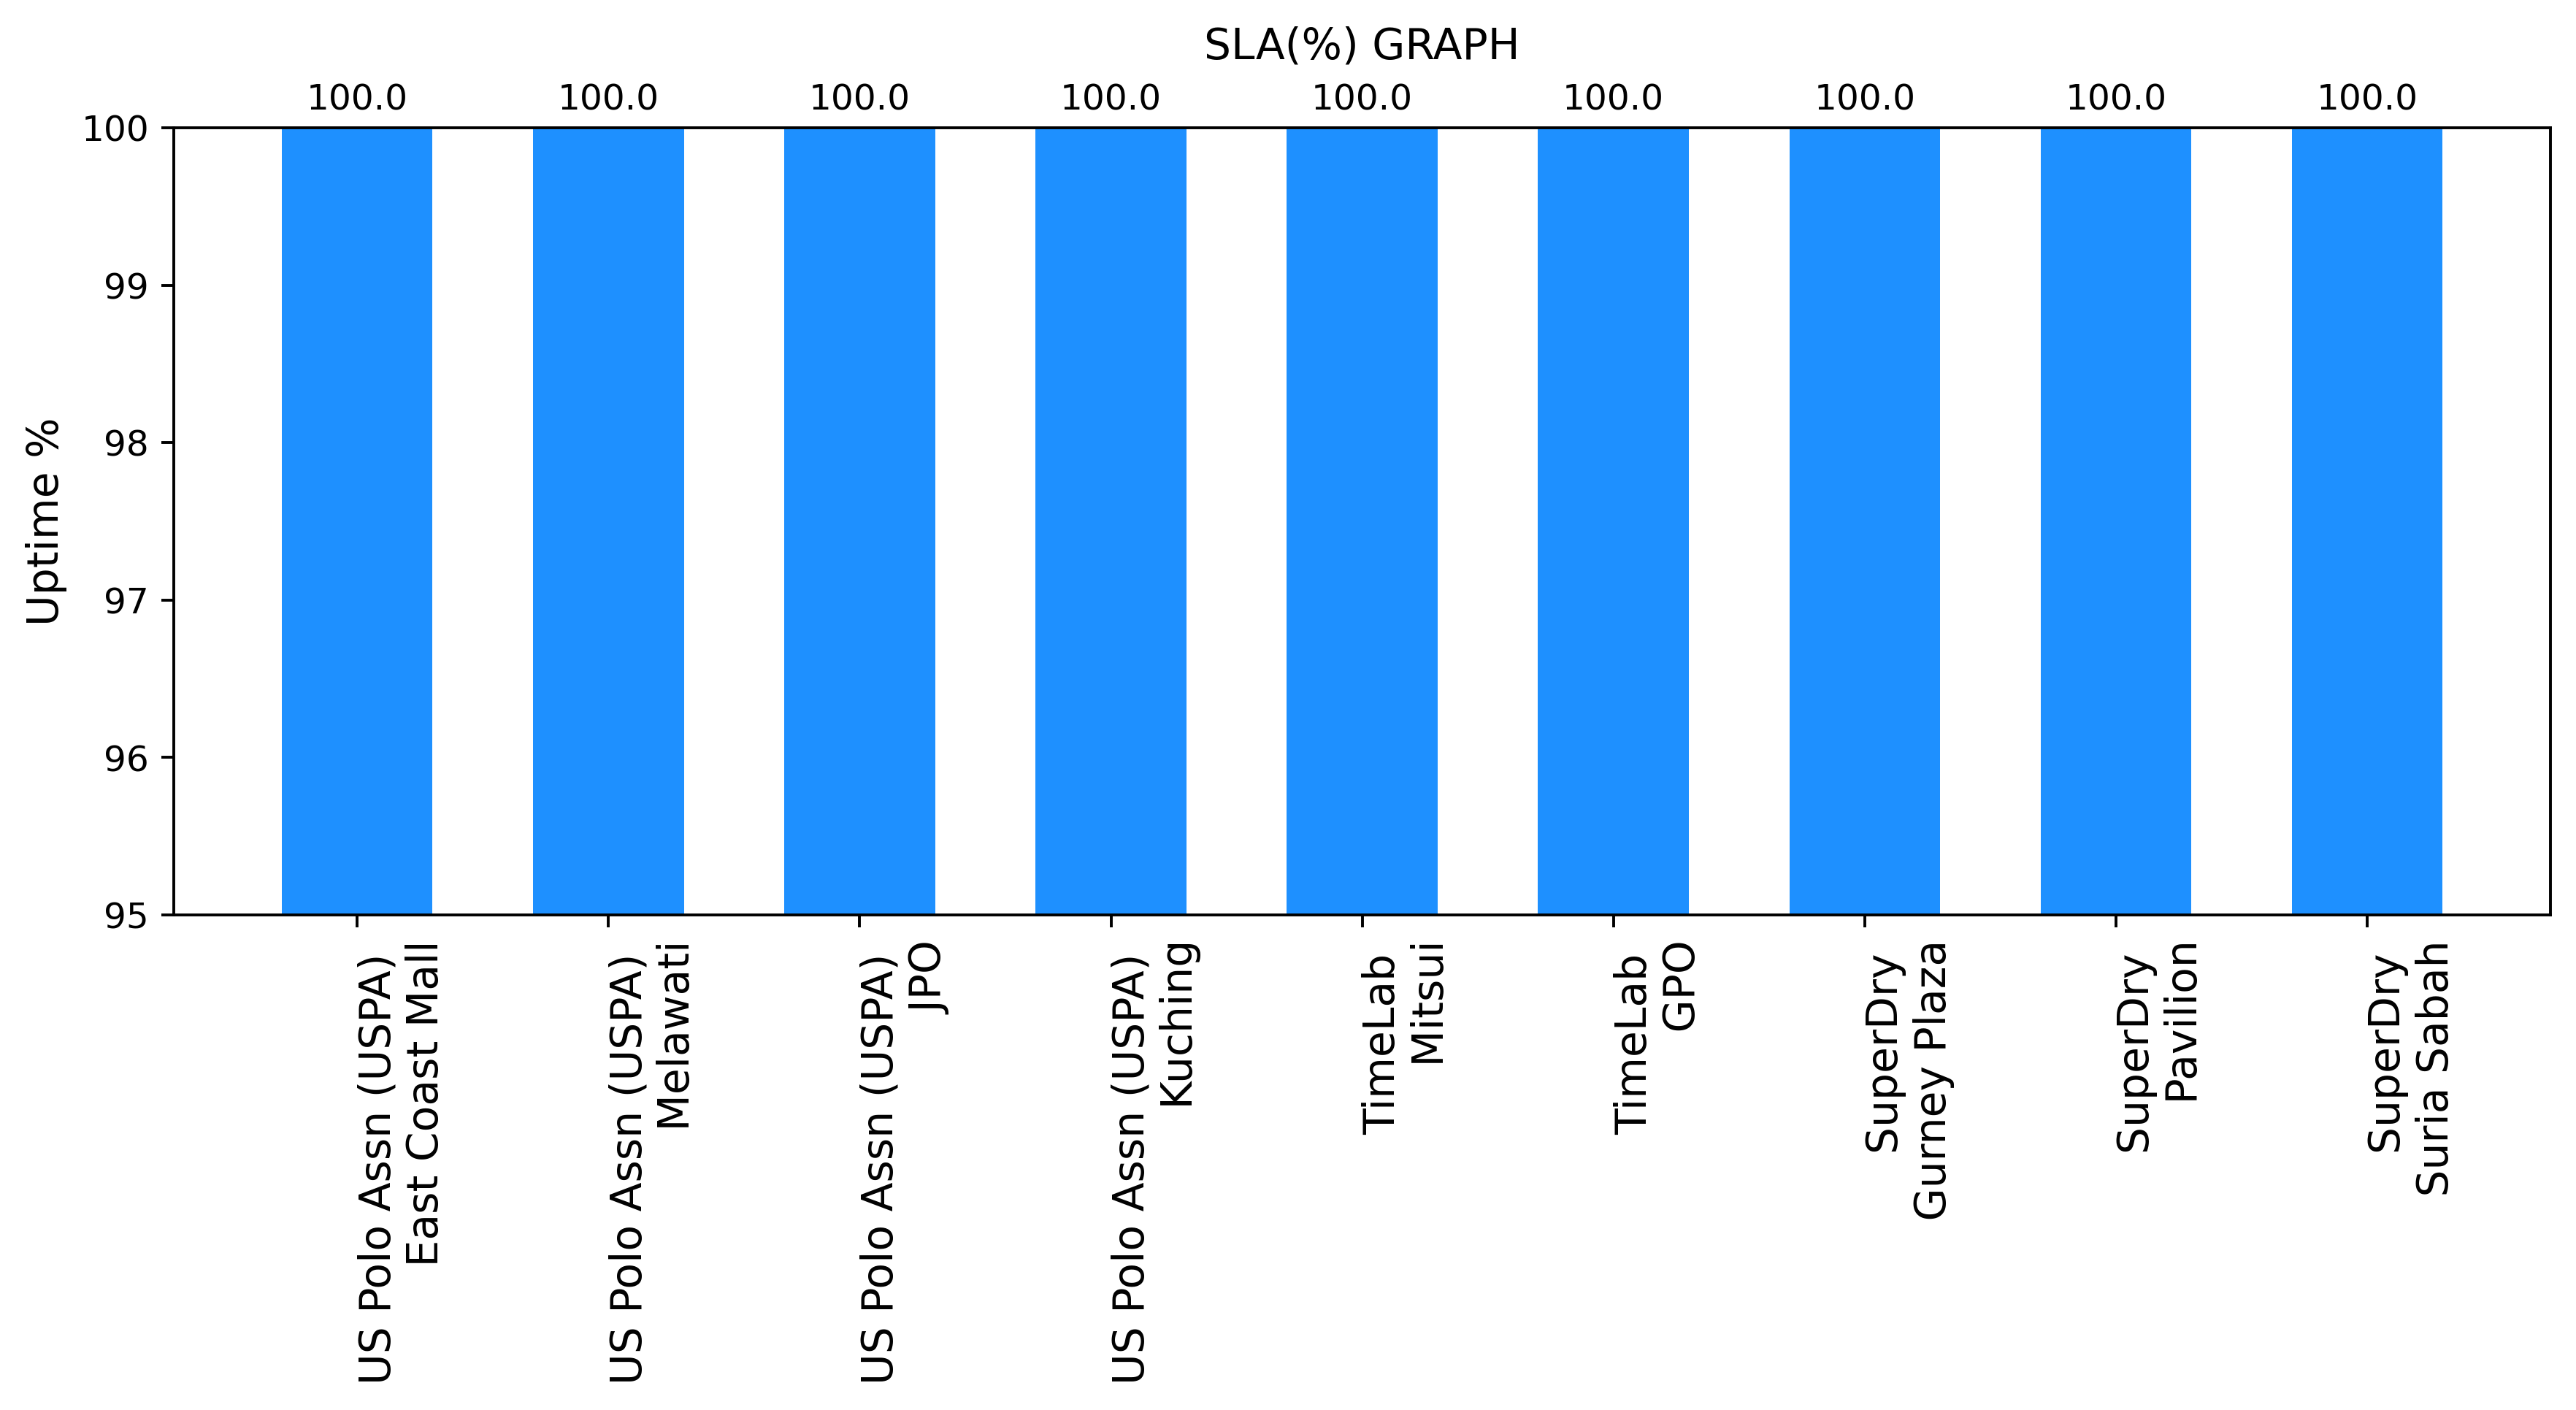 SLA(%) GRAPH
100.0 100.0 100.0 100.0 100.0 100.0 100.0 100.0 100.0
100
99
98
97
96
95
Uptime %
US Polo Assn (USPA)
East Coast Mall
US Polo Assn (USPA)
Melawati
US Polo Assn (USPA)
JPO
US Polo Assn (USPA)
Kuching
TimeLab
Mitsui
TimeLab
GPO
SuperDry
Gurney Plaza
SuperDry
Pavilion
SuperDry
Suria Sabah